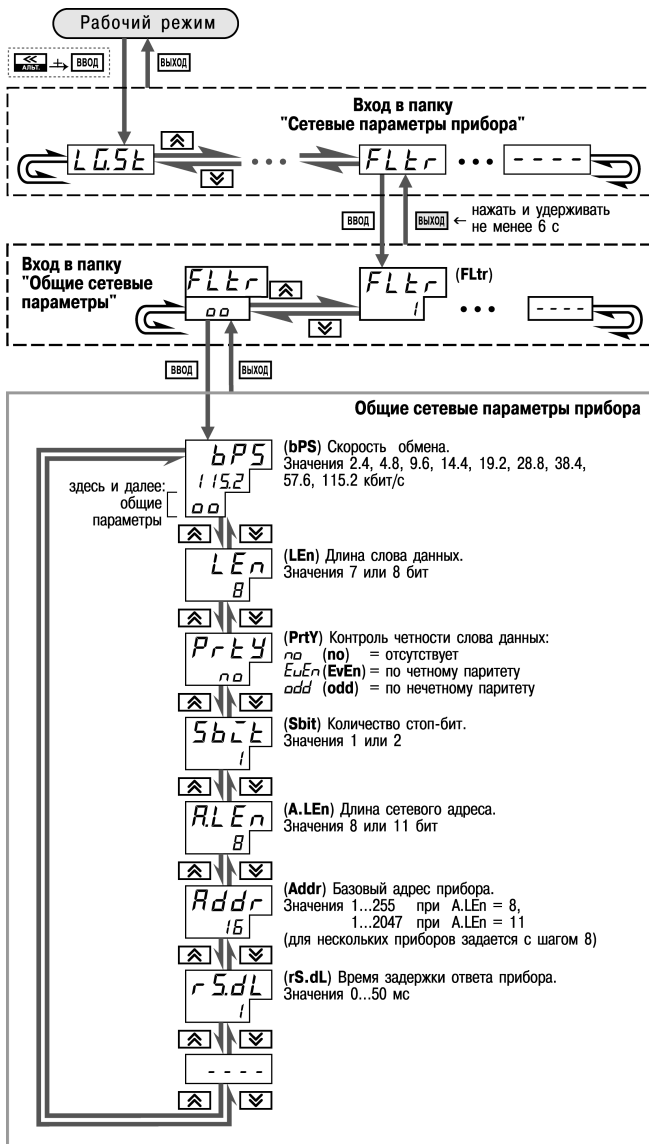 Рабочий режим
≪ АЛЬТ. + → ВВОД ВЫХОД
Вход в папку
"Сетевые параметры прибора"
LG.St • • • FLtr • • • - - - -
ВВОД ВЫХОД ← нажать и удерживать
не менее 6 с
Вход в папку
"Общие сетевые
параметры"
FLtr
oo
FLtr (FLtr)
1
• • • - - - -
ВВОД ВЫХОД
Общие сетевые параметры прибора
bPS
115.2
oo
(bPS) Скорость обмена.
Значения 2.4, 4.8, 9.6, 14.4, 19.2, 28.8, 38.4,
57.6, 115.2 кбит/с
здесь и далее:
общие
параметры
LEn
8
(LEn) Длина слова данных.
Значения 7 или 8 бит
PrtY
no
(PrtY) Контроль четности слова данных:
no (no) = отсутствует
EvEn (EvEn) = по четному паритету
odd (odd) = по нечетному паритету
Sbit
1
(Sbit) Количество стоп-бит.
Значения 1 или 2
A.LEn
8
(A.LEn) Длина сетевого адреса.
Значения 8 или 11 бит
Addr
16
(Addr) Базовый адрес прибора.
Значения 1...255 при A.LEn = 8,
1...2047 при A.LEn = 11
(для нескольких приборов задается с шагом 8)
rS.dL
1
(rS.dL) Время задержки ответа прибора.
Значения 0...50 мс
- - - -